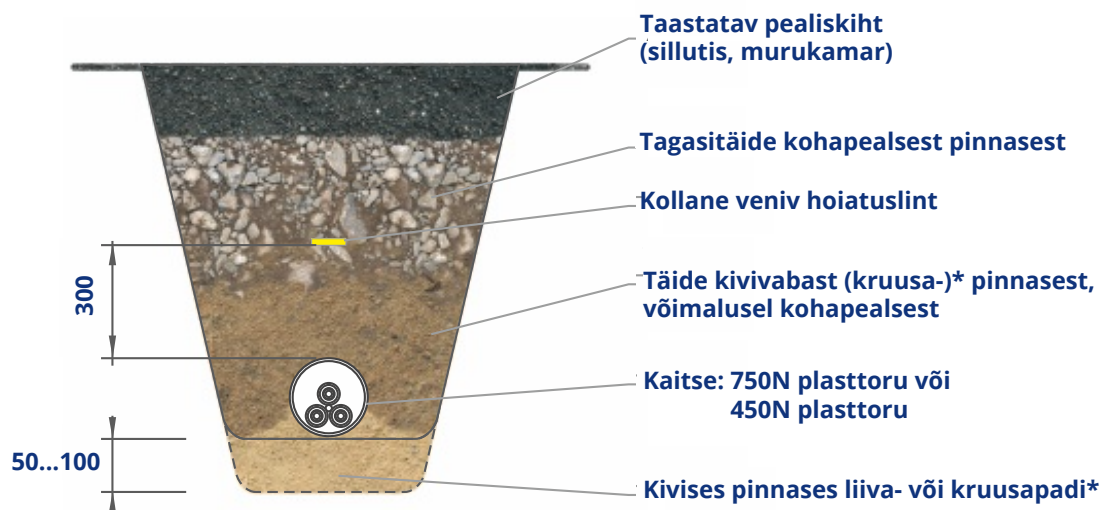 Taastatav pealiskiht
(sillutis, murukamar)
Tagasitäide kohapealsest pinnasest
Kollane veniv hoiatuslint
300
Täide kivivabast (kruusa-)* pinnasest,
võimalusel kohapealsest
Kaitse: 750N plasttoru või
450N plasttoru
50...100
Kivises pinnases liiva- või kruusapadi*